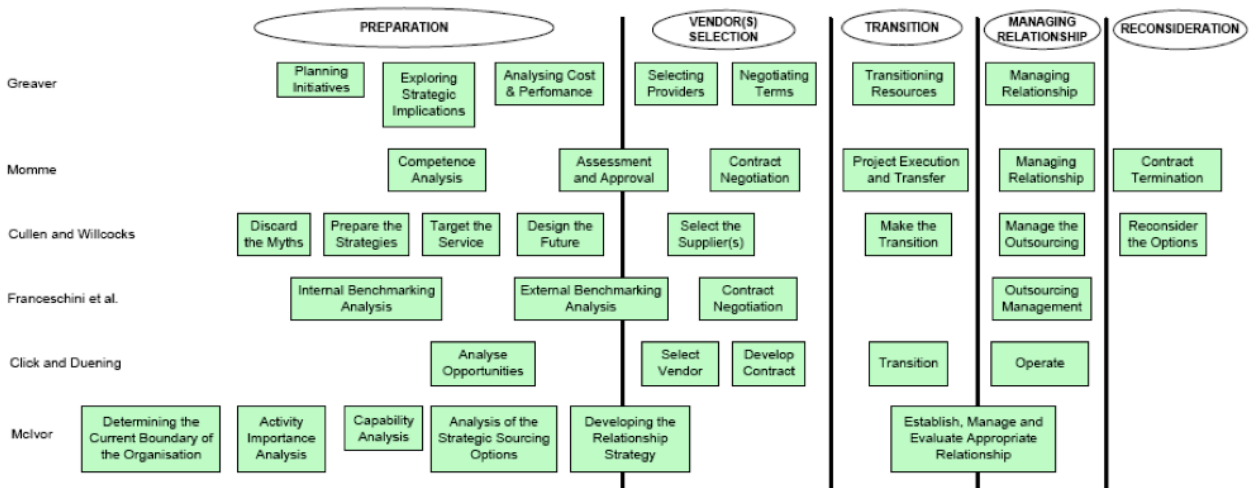 PREPARATION
VENDOR(S)
SELECTION
TRANSITION
MANAGING
RELATIONSHIP
RECONSIDERATION
Greaver
Planning
Initiatives
Exploring
Strategic
Implications
Analysing Cost
& Perfomance
Selecting
Providers
Negotiating
Terms
Transitioning
Resources
Managing
Relationship
Momme
Competence
Analysis
Assessment
and Approval
Contract
Negotiation
Project Execution
and Transfer
Managing
Relationship
Contract
Termination
Cullen and Willcocks
Discard
the Myths
Prepare the
Strategies
Target the
Service
Design the
Future
Select the
Supplier(s)
Make the
Transition
Manage the
Outsourcing
Reconsider
the Options
Franceschini et al.
Internal Benchmarking
Analysis
External Benchmarking
Analysis
Contract
Negotiation
Outsourcing
Management
Click and Duening
Analyse
Opportunities
Select
Vendor
Develop
Contract
Transition
Operate
McIvor
Determining the
Current Boundary of
the Organisation
Activity
Importance
Analysis
Capability
Analysis
Analysis of the
Strategic Sourcing
Options
Developing the
Relationship
Strategy
Establish, Manage and
Evaluate Appropriate
Relationship